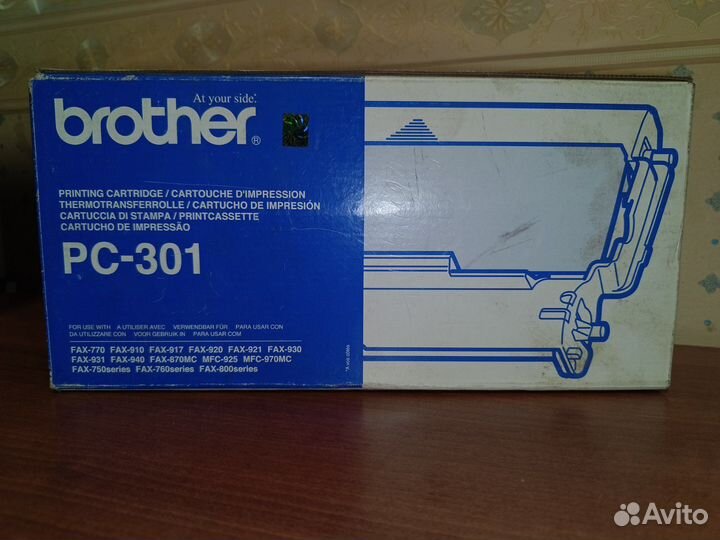 At your side.
brother®
PRINTING CARTRIDGE / CARTOUCHE D'IMPRESSION
THERMOTRANSFERROLLE / CARTUCHO DE IMPRESIÓN
CARTUCCIA DI STAMPA / PRINTCASSETTE
CARTUCHO DE IMPRESSÃO
PC-301
FOR USE WITH A UTILISER AVEC VERWENDBAR FÜR PARA USAR CON
DA UTILIZZARE CON VOOR GEBRUIK IN PARA USAR COM
FAX-770 FAX-910 FAX-917 FAX-920 FAX-921 FAX-930
FAX-931 FAX-940 FAX-870MC MFC-925 MFC-970MC
FAX-750series FAX-760series FAX-800series
"A vos côtés
Avito